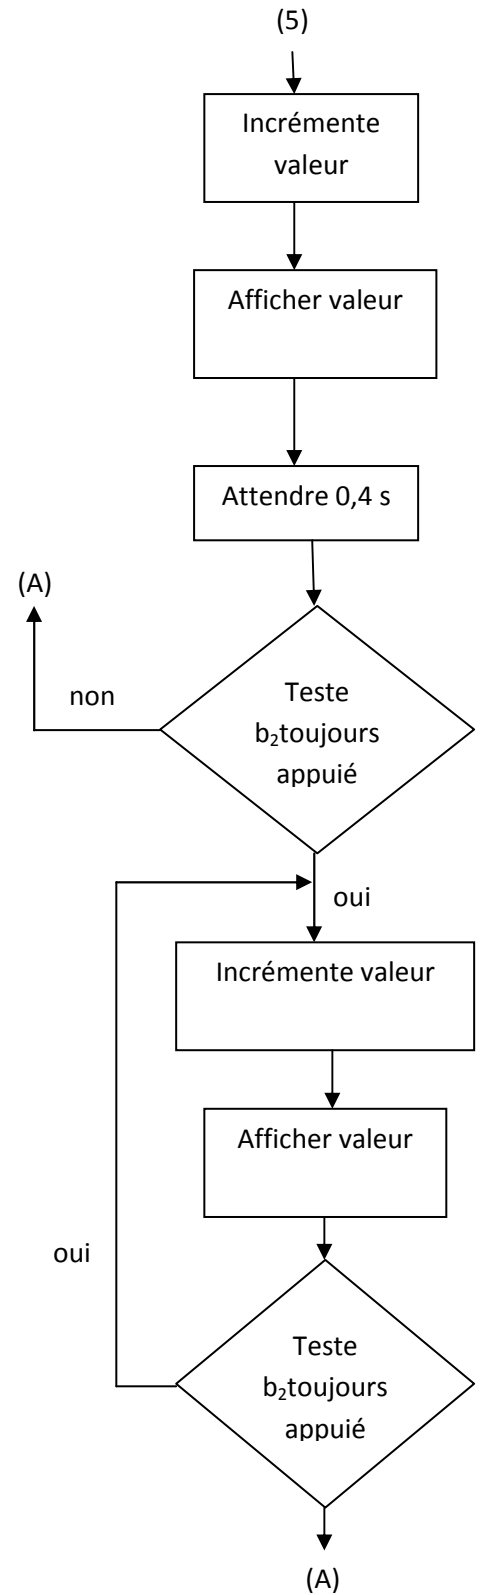 (5)
Incrémente
valeur
Afficher valeur
Attendre 0,4 s
(A)
non
Teste
b₂toujours
appuié
oui
Incrémente valeur
Afficher valeur
oui
Teste
b₂toujours
appuié
(A)